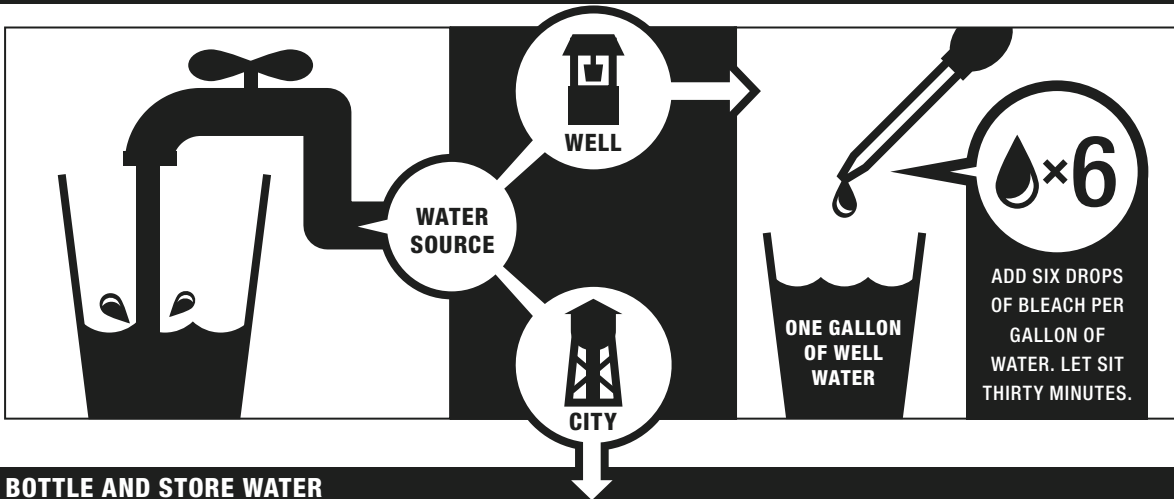 WATER
SOURCE
WELL
CITY
ONE GALLON
OF WELL
WATER
×6
ADD SIX DROPS
OF BLEACH PER
GALLON OF
WATER. LET SIT
THIRTY MINUTES.
BOTTLE AND STORE WATER